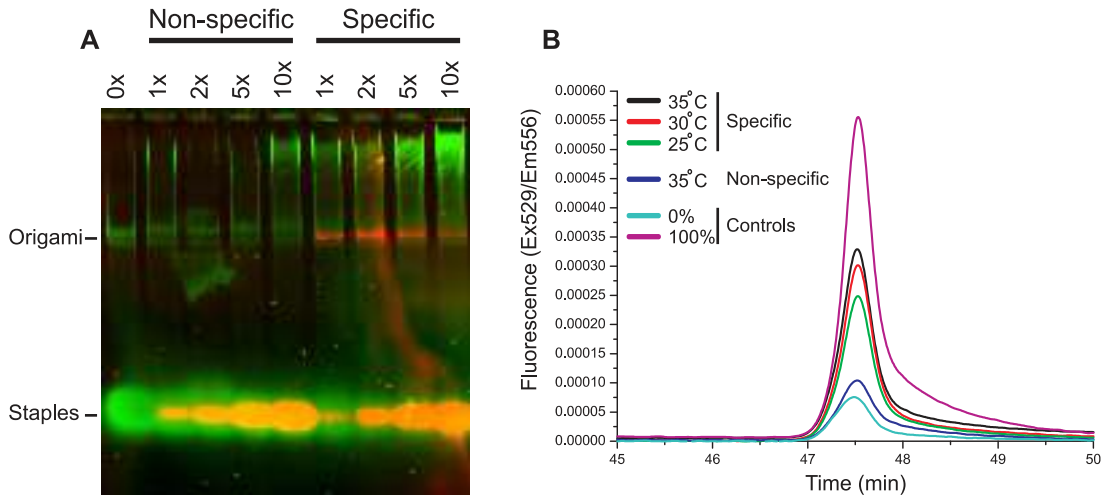 A
Non-specific Specific
0x 1x 2x 5x 10x 1x 2x 5x 10x
Origami
Staples
B
Fluorescence (Ex529/Em556)
0.00060
0.00055
0.00050
0.00045
0.00040
0.00035
0.00030
0.00025
0.00020
0.00015
0.00010
0.00005
0.00000
35°C
30°C Specific
25°C
35°C Non-specific
0%
100% Controls
45 46 47 48 49 50
Time (min)